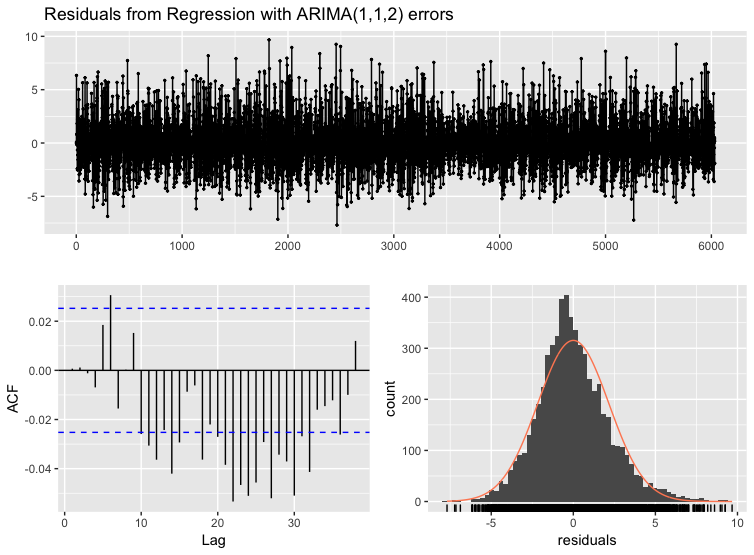 Residuals from Regression with ARIMA(1,1,2) errors
10
5
0
-5
0 1000 2000 3000 4000 5000 6000
0.02
0.00
-0.02
-0.04
ACF
0 10 20 30
Lag
400
300
200
100
0
count
-5 0 5 10
residuals